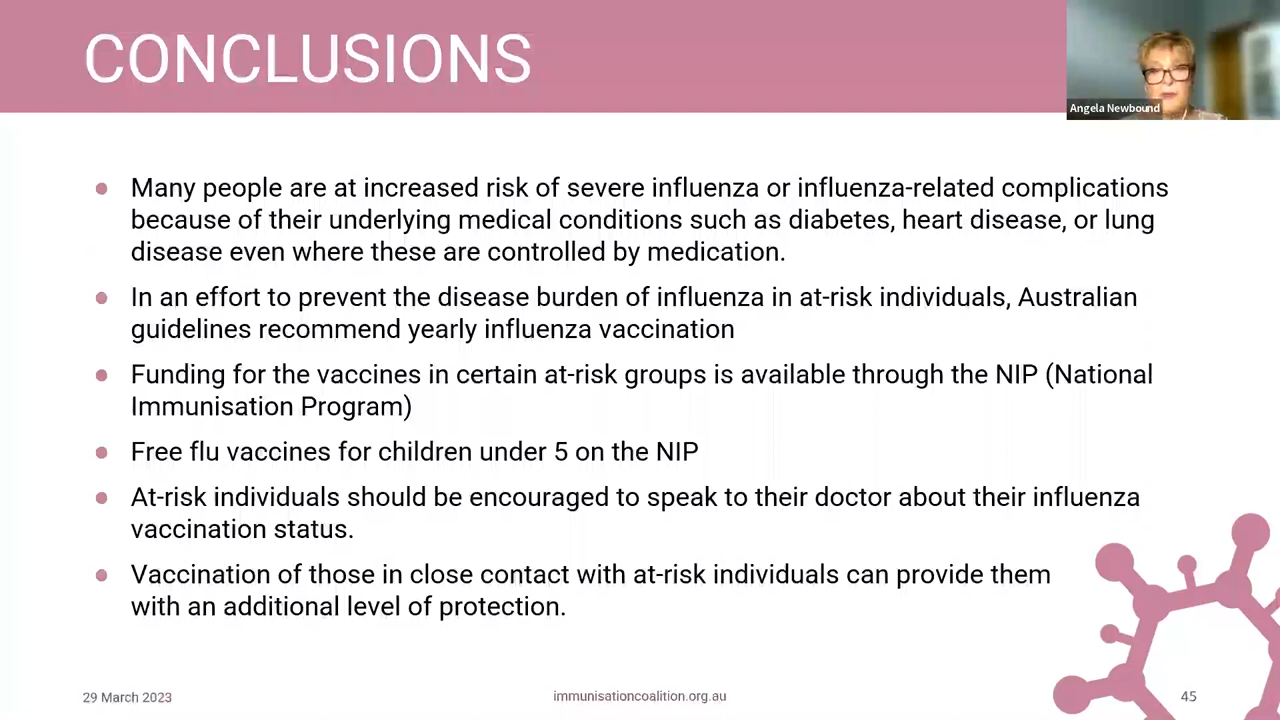 CONCLUSIONS
Angela Newbound
Many people are at increased risk of severe influenza or influenza-related complications
because of their underlying medical conditions such as diabetes, heart disease, or lung
disease even where these are controlled by medication.
In an effort to prevent the disease burden of influenza in at-risk individuals, Australian
guidelines recommend yearly influenza vaccination
Funding for the vaccines in certain at-risk groups is available through the NIP (National
Immunisation Program)
Free flu vaccines for children under 5 on the NIP
At-risk individuals should be encouraged to speak to their doctor about their influenza
vaccination status.
Vaccination of those in close contact with at-risk individuals can provide them
with an additional level of protection.
29 March 2023
immunisationcoalition.org.au
45